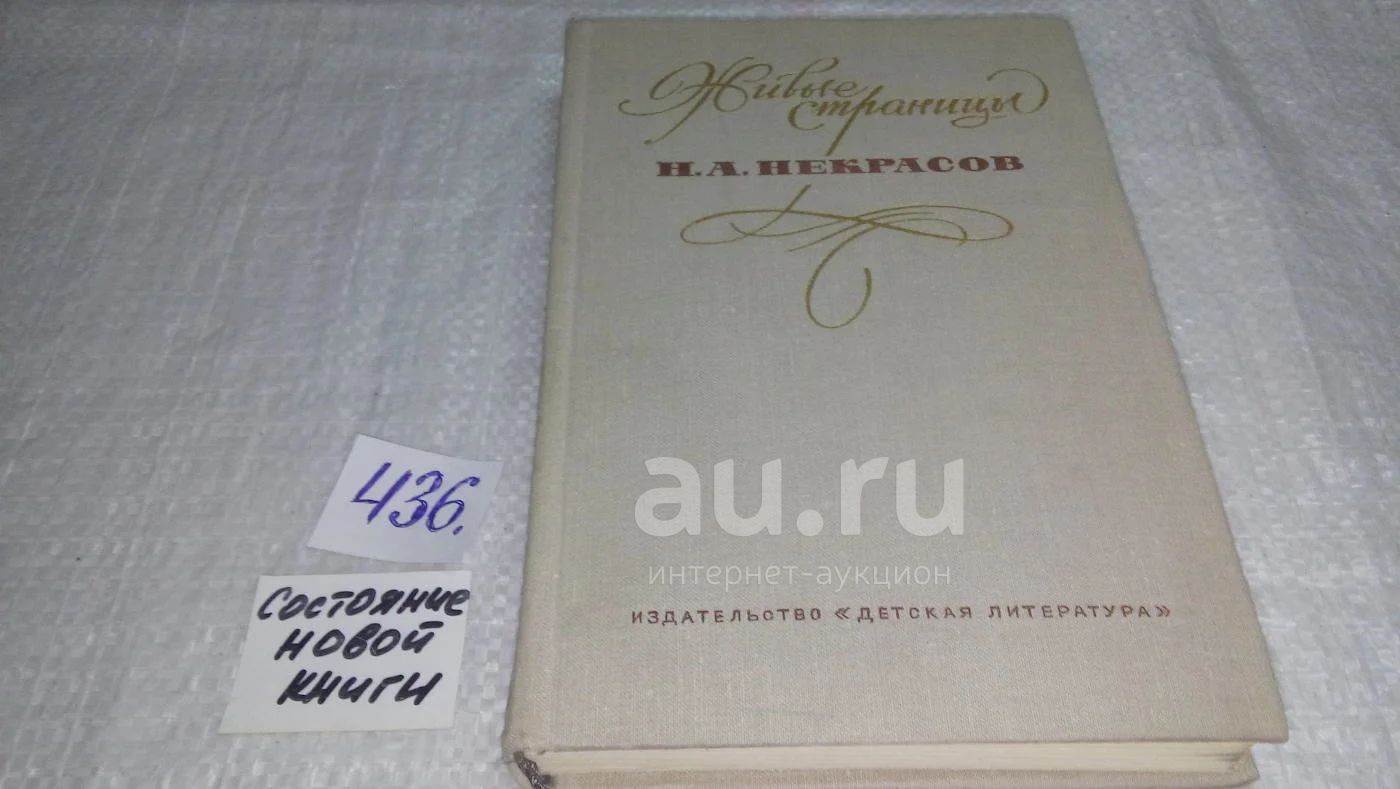 Живые
страницы
Н.А.НЕКРАСОВ
436.
Состояние
новой
книги
au.ru
интернет-аукцион
ИЗДАТЕЛЬСТВО «ДЕТСКАЯ ЛИТЕРАТУРА»